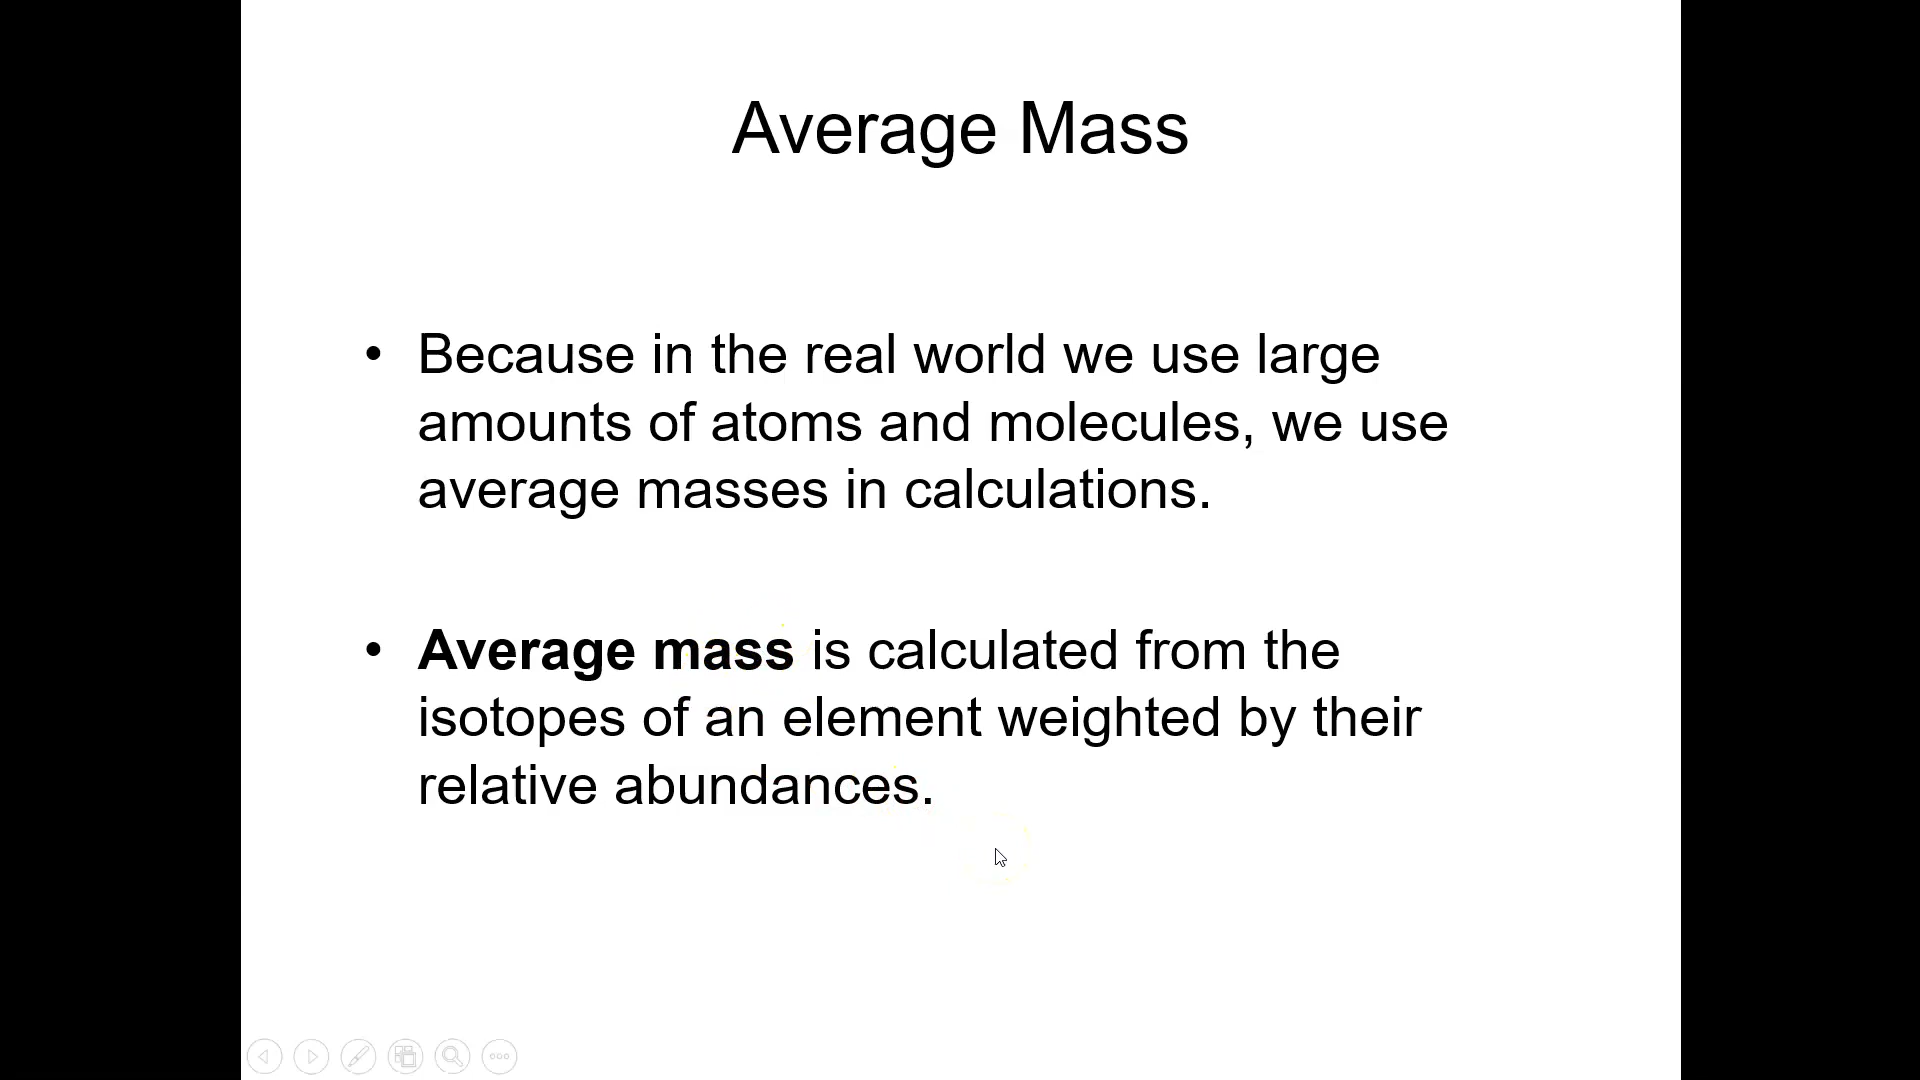 Average Mass
• Because in the real world we use large
amounts of atoms and molecules, we use
average masses in calculations.
• Average mass is calculated from the
isotopes of an element weighted by their
relative abundances.